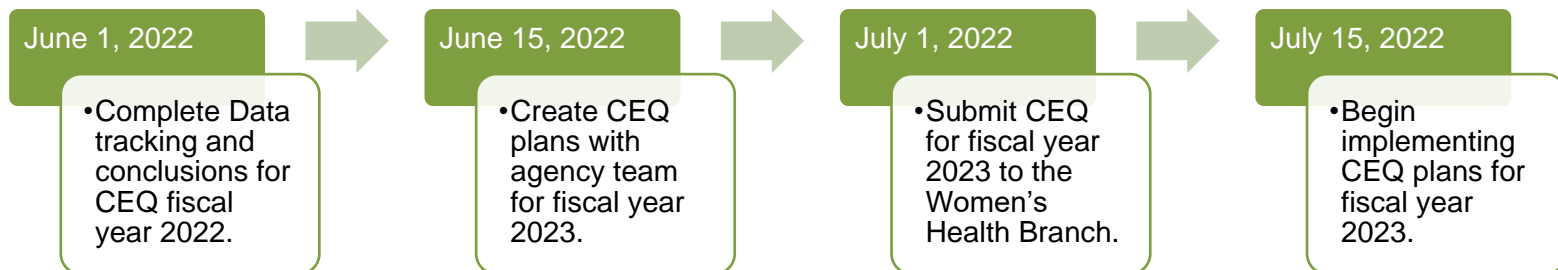 June 1, 2022
•Complete Data
tracking and
conclusions for
CEQ fiscal
year 2022.
June 15, 2022
•Create CEQ
plans with
agency team
for fiscal year
2023.
July 1, 2022
•Submit CEQ
for fiscal year
2023 to the
Women’s
Health Branch.
July 15, 2022
•Begin
implementing
CEQ plans for
fiscal year
2023.